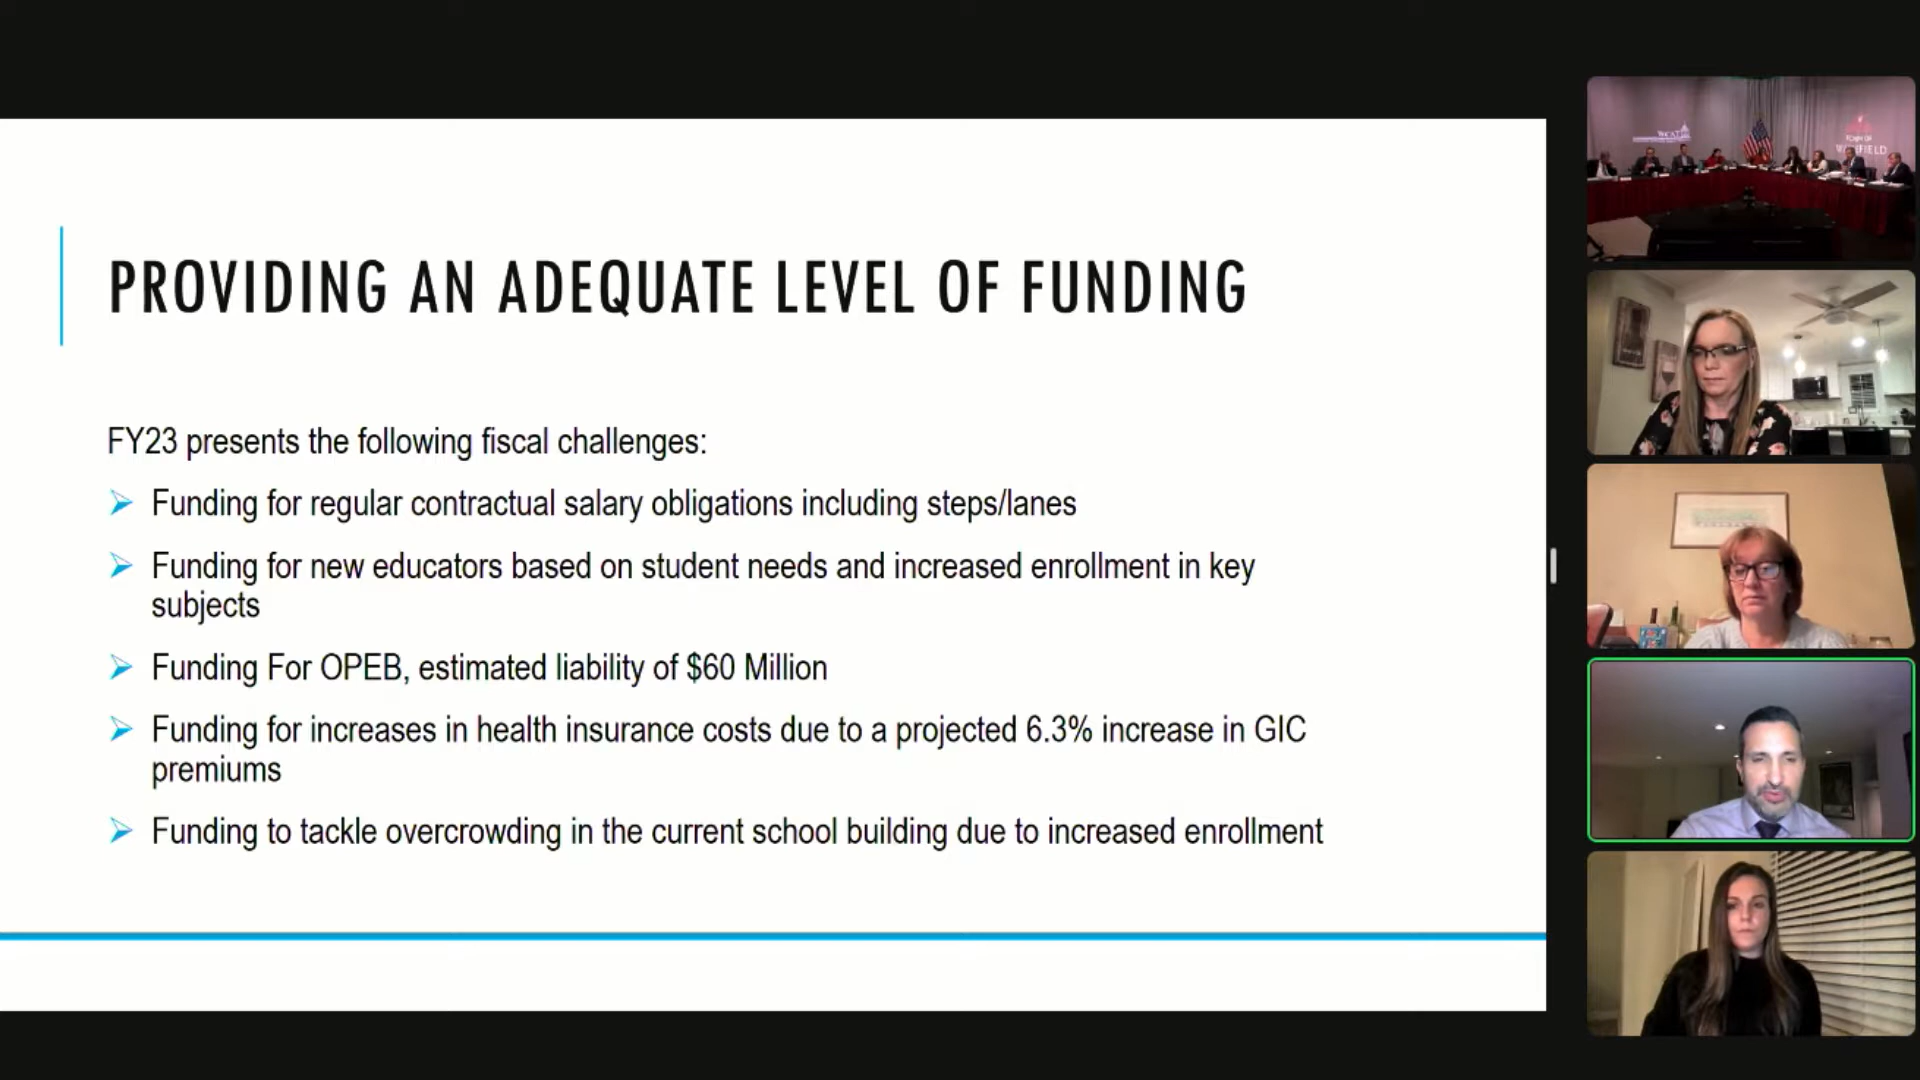 WCAT
TOWN OF
PROVIDING AN ADEQUATE LEVEL OF FUNDING
FY23 presents the following fiscal challenges:
Funding for regular contractual salary obligations including steps/lanes
Funding for new educators based on student needs and increased enrollment in key
subjects
Funding For OPEB, estimated liability of $60 Million
Funding for increases in health insurance costs due to a projected 6.3% increase in GIC
premiums
Funding to tackle overcrowding in the current school building due to increased enrollment